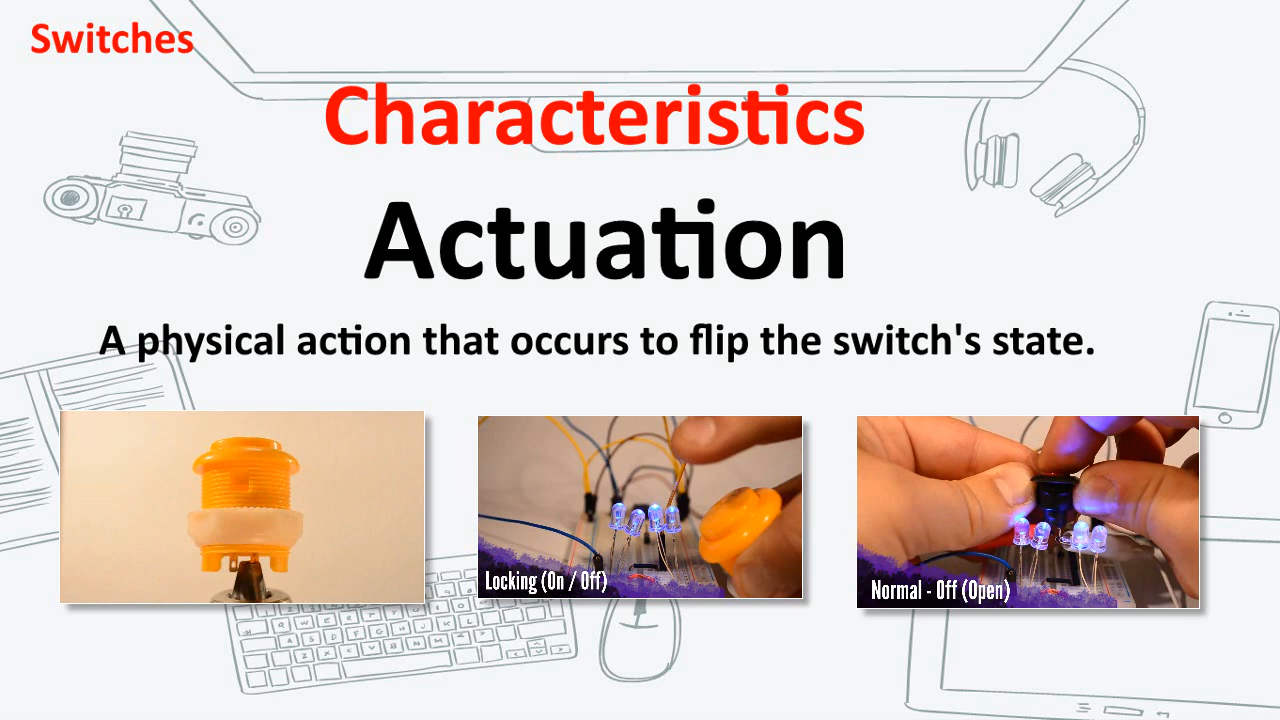 Switches
Characteristics
Actuation
A physical action that occurs to flip the switch's state.
Locking (On / Off)
Normal - Off (Open)